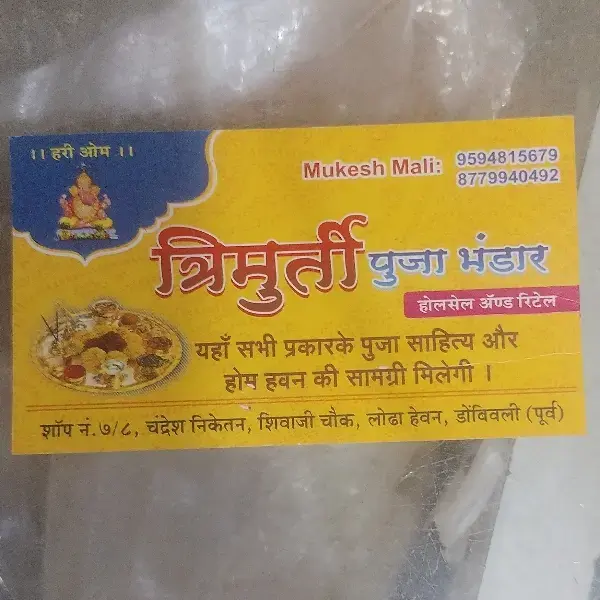 ।। हरी ओम ।।
Mukesh Mali: 9594815679
8779940492
त्रिमुर्ती पुजा भंडार
होलसेल ॲण्ड रिटेल
यहाँ सभी प्रकारके पुजा साहित्य और
होम हवन की सामग्री मिलेगी ।
शॉप नं. ७/८, चंद्रेश निकेतन, शिवाजी चौक, लोढा हेवन, डोंविवली (पूर्व)